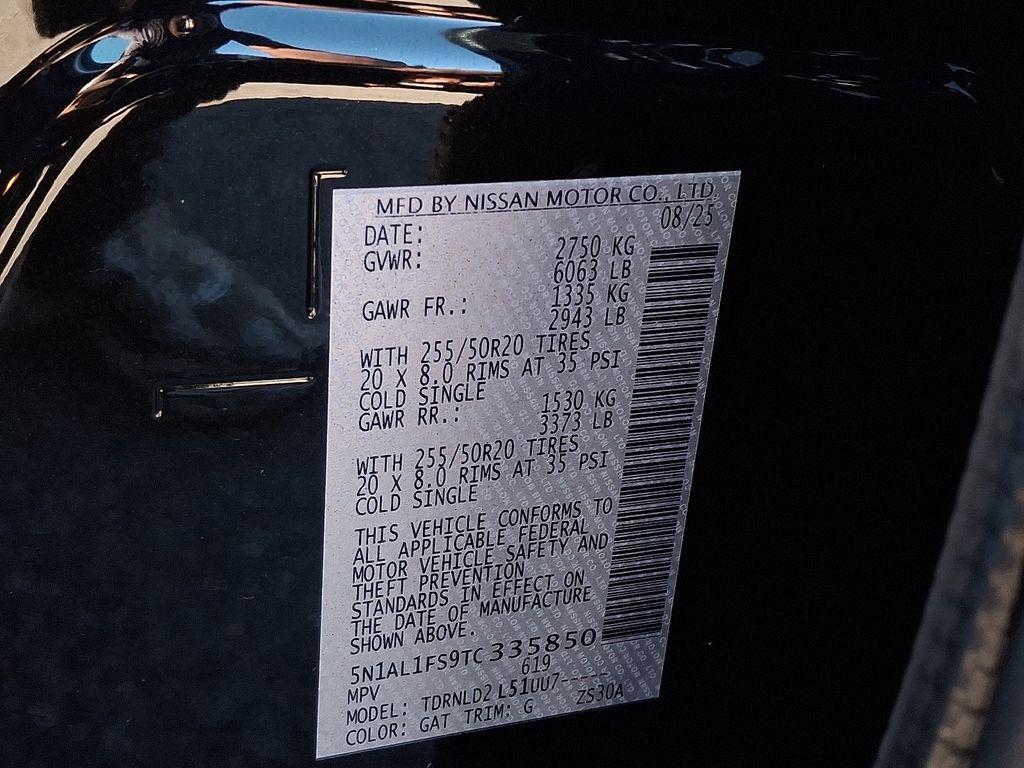 MFD BY NISSAN MOTOR CO., LTD.
DATE: 08/25
GVWR: 2750 KG
6063 LB
GAWR FR.: 1335 KG
2943 LB
WITH 255/50R20 TIRES
20 X 8.0 RIMS AT 35 PSI
COLD SINGLE
GAWR RR.: 1530 KG
3373 LB
WITH 255/50R20 TIRES
20 X 8.0 RIMS AT 35 PSI
COLD SINGLE
THIS VEHICLE CONFORMS TO
ALL APPLICABLE FEDERAL
MOTOR VEHICLE SAFETY AND
THEFT PREVENTION
STANDARDS IN EFFECT ON
THE DATE OF MANUFACTURE
SHOWN ABOVE.
5N1AL1FS9TC335850
MPV 619
MODEL: TDRNLD2 L51UU7-----
COLOR: GAT TRIM: G ZS30A